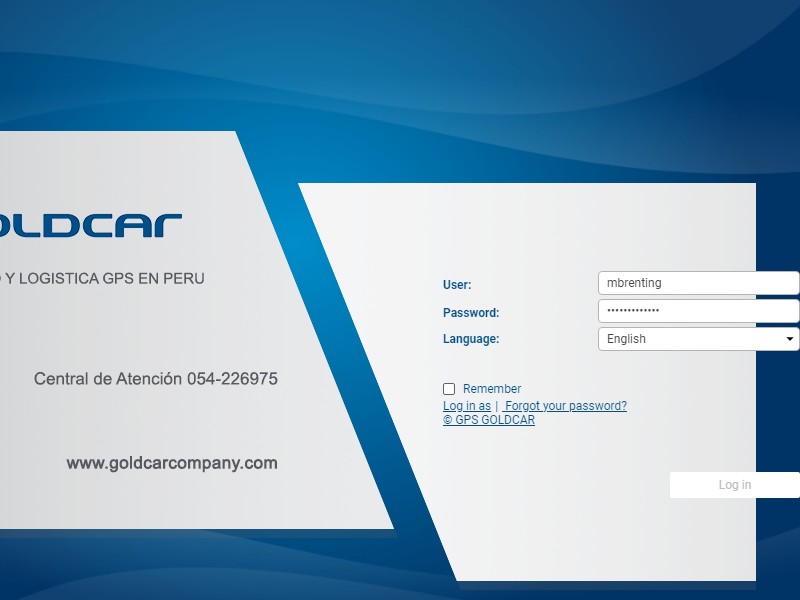 OLDCAR
Y LOGISTICA GPS EN PERU
Central de Atención 054-226975
www.goldcarcompany.com
User:
mbrenting
Password:
•••••••••••••
Language:
English
Remember
Log in as | Forgot your password?
© GPS GOLDCAR
Log in